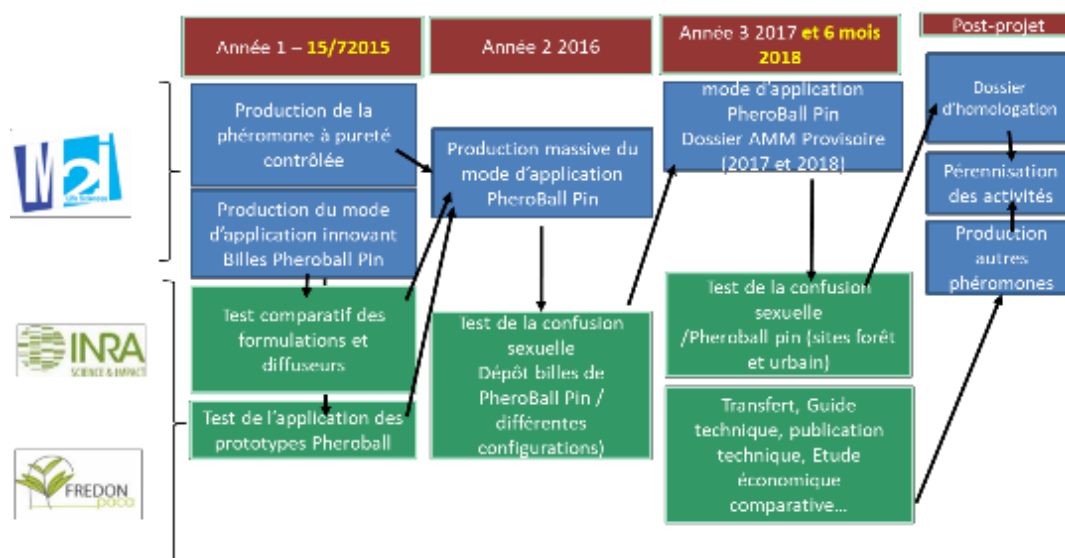 Année 1 – 15/72015
Année 2 2016
Année 3 2017 et 6 mois
2018
Post-projet
M2i
Life Sciences
Production de la
phéromone à pureté
contrôlée
Production du mode
d'application innovant
Billes Pheroball PIn
Production massive du
mode d'application
PheroBall Pin
mode d'application
PheroBall Pin
Dossier AMM Provisoire
(2017 et 2018)
Dossier
d'homologation
Pérennisation
des activités
Production
autres
phéromones
INRA
SCIENCE & IMPACT
Test comparatif des
formulations et
diffuseurs
Test de l'application des
prototypes Pheroball
Test de la confusion
sexuelle
Dépôt billes de
PheroBall Pin /
différentes
configurations)
Test de la confusion
sexuelle
/Pheroball pin (sites forêt
et urbain)
Transfert, Guide
technique, publication
technique, Etude
économique
comparative...
FREDON
paca